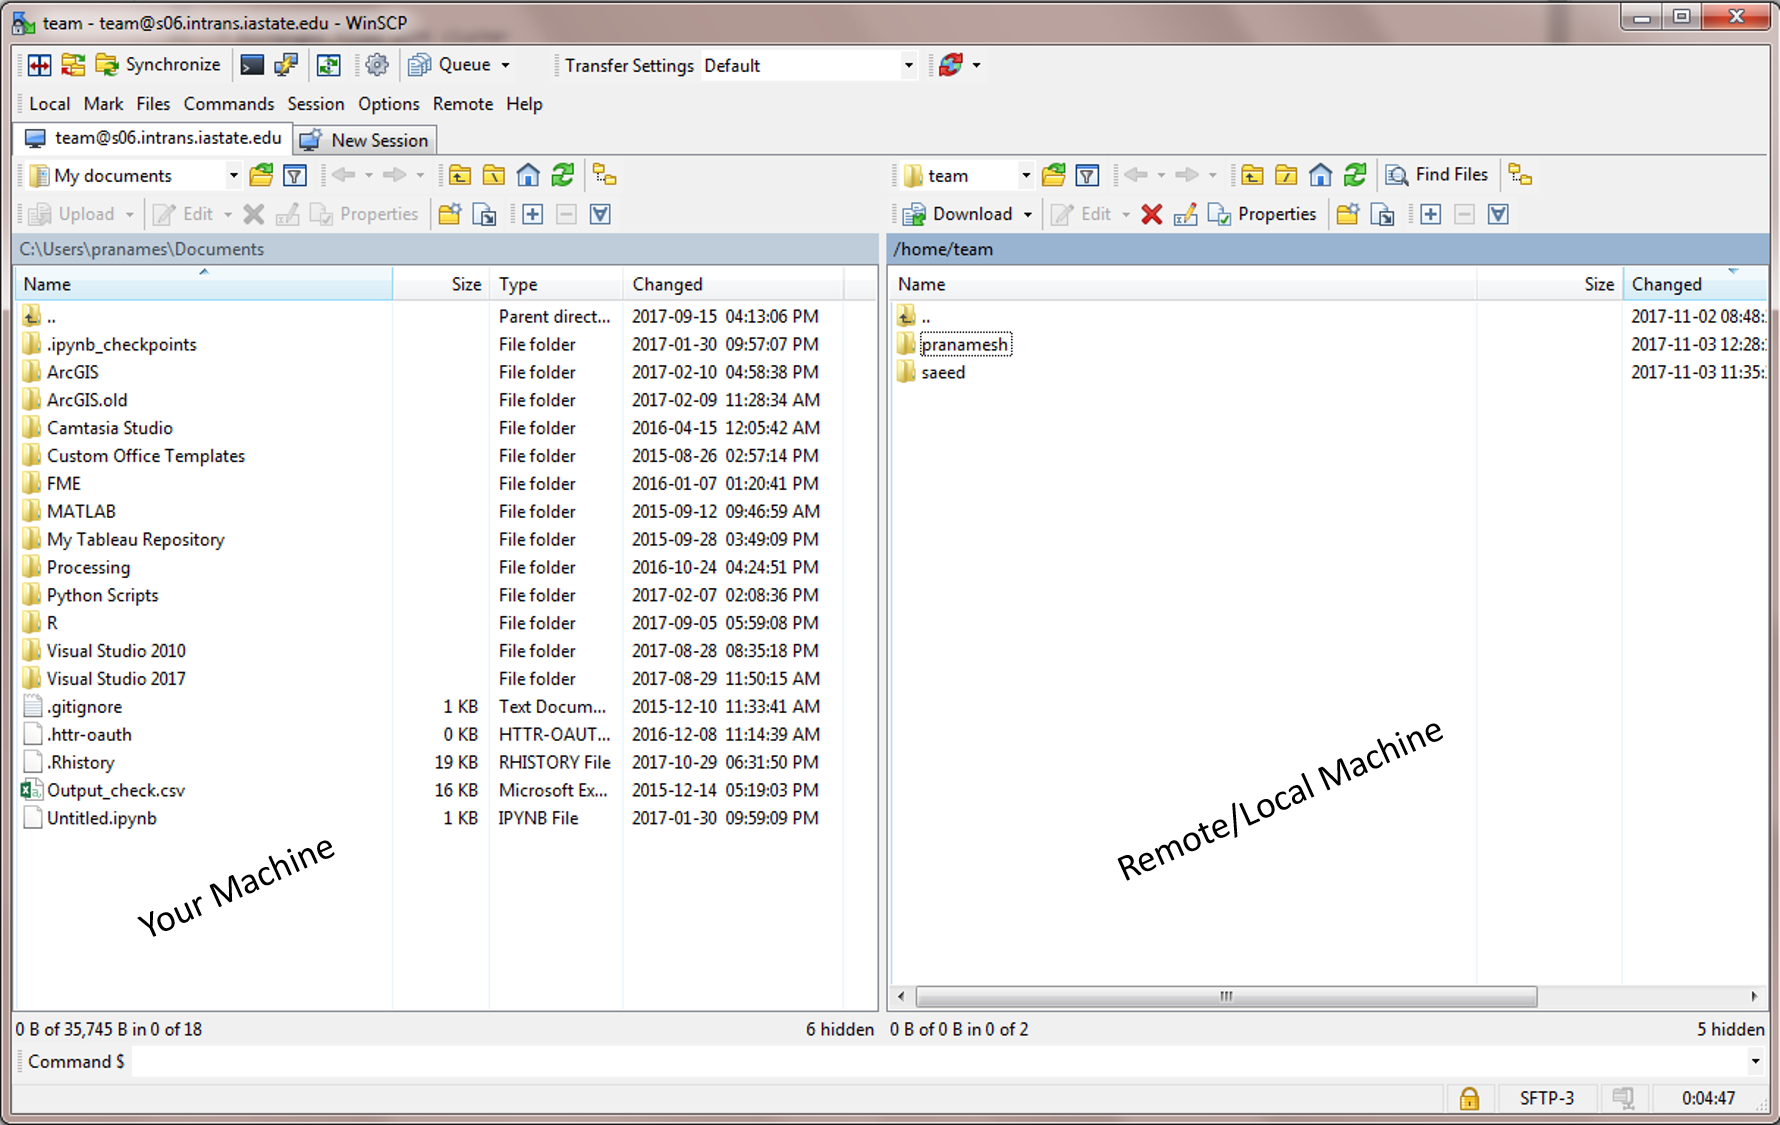 team - team@s06.intrans.iastate.edu - WinSCP
Synchronize Queue Transfer Settings Default
Local Mark Files Commands Session Options Remote Help
team@s06.intrans.iastate.edu New Session
My documents
Upload Edit Properties
C:\Users\pranames\Documents
Name Size Type Changed
.. Parent direct... 2017-09-15 04:13:06 PM
.ipynb_checkpoints File folder 2017-01-30 09:57:07 PM
ArcGIS File folder 2017-02-10 04:58:38 PM
ArcGIS.old File folder 2017-02-09 11:28:34 AM
Camtasia Studio File folder 2016-04-15 12:05:42 AM
Custom Office Templates File folder 2015-08-26 02:57:14 PM
FME File folder 2016-01-07 01:20:41 PM
MATLAB File folder 2015-09-12 09:46:59 AM
My Tableau Repository File folder 2015-09-28 03:49:09 PM
Processing File folder 2016-10-24 04:24:51 PM
Python Scripts File folder 2017-02-07 02:08:36 PM
R File folder 2017-09-05 05:59:08 PM
Visual Studio 2010 File folder 2017-08-28 08:35:18 PM
Visual Studio 2017 File folder 2017-08-29 11:50:15 AM
.gitignore 1 KB Text Docum... 2015-12-10 11:33:41 AM
.httr-oauth 0 KB HTTR-OAUT... 2016-12-08 11:14:39 AM
.Rhistory 19 KB RHISTORY File 2017-10-29 06:31:50 PM
Output_check.csv 16 KB Microsoft Ex... 2015-12-14 05:19:03 PM
Untitled.ipynb 1 KB IPYNB File 2017-01-30 09:59:09 PM
Your Machine
0 B of 35,745 B in 0 of 18 6 hidden
team Find Files
Download Edit Properties
/home/team
Name Size Changed
.. 2017-11-02 08:48:
pranamesh 2017-11-03 12:28:
saeed 2017-11-03 11:35:
Remote/Local Machine
0 B of 0 B in 0 of 2 5 hidden
Command $
SFTP-3 0:04:47